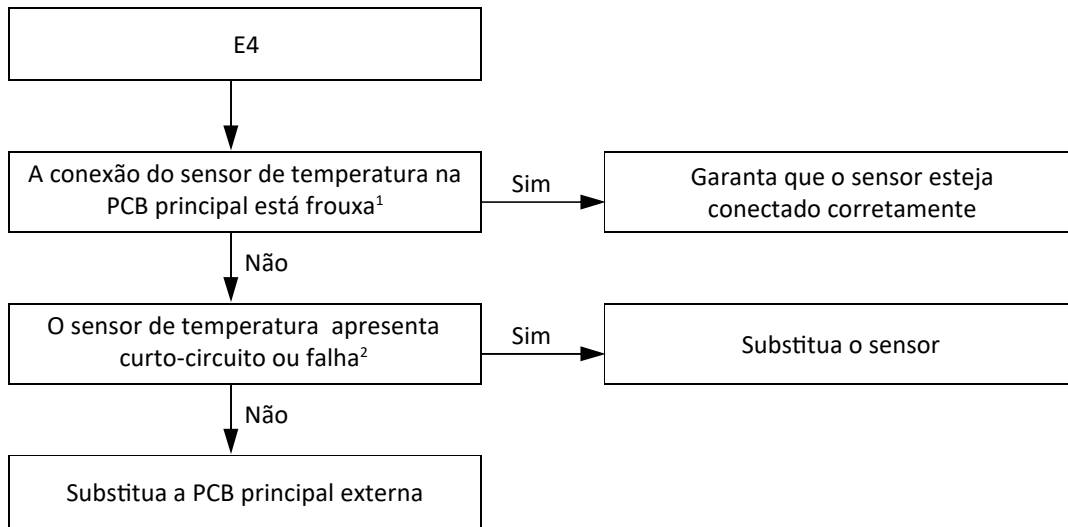 E4
A conexão do sensor de temperatura na
PCB principal está frouxa¹
Sim
Garanta que o sensor esteja
conectado corretamente
Não
O sensor de temperatura apresenta
curto-circuito ou falha²
Sim
Substitua o sensor
Não
Substitua a PCB principal externa